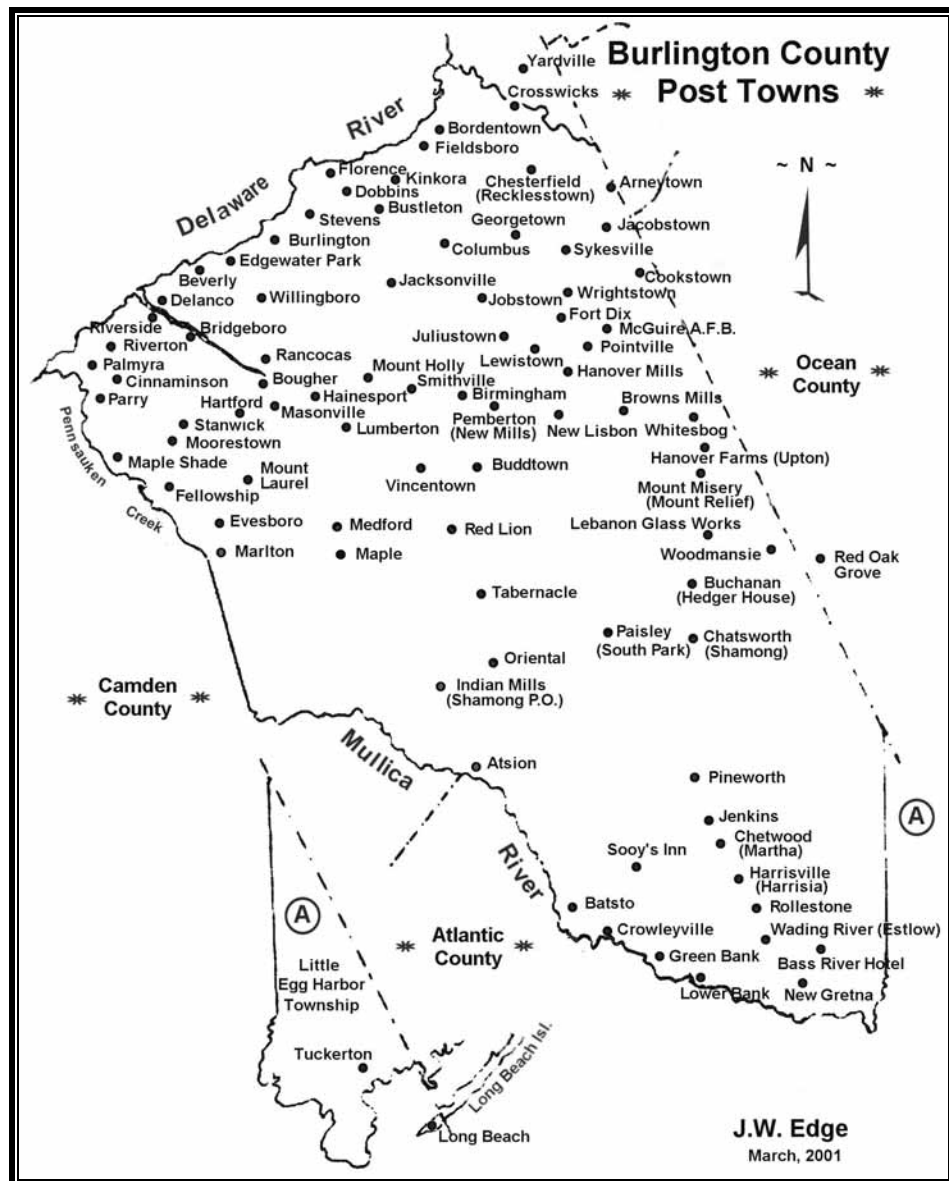 Burlington County
Post Towns
~ N ~
Yardville
Crosswicks
River
Bordentown
Fieldsboro
Delaware
Florence
Kinkora
Chesterfield
(Recklesstown)
Arneytown
Dobbins
Bustleton
Stevens
Georgetown
Jacobstown
Burlington
Columbus
Sykesville
Edgewater Park
Beverly
Cookstown
Jacksonville
Wrightstown
Delanco
Willingboro
Jobstown
Fort Dix
Riverside
Bridgeboro
Juliustown
McGuire A.F.B.
Riverton
Lewistown
Pointville
Palmyra
Rancocas
Mount Holly
Hanover Mills
Ocean
County
Cinnaminson
Bougher
Smithville
Parry
Hartford
Hainesport
Birmingham
Browns Mills
Masonville
Pemberton
(New Mills)
Stanwick
Lumberton
New Lisbon
Whitesbog
Moorestown
Pennsauken
Creek
Maple Shade
Mount
Laurel
Buddtown
Hanover Farms (Upton)
Vincentown
Mount Misery
(Mount Relief)
Fellowship
Evesboro
Medford
Red Lion
Lebanon Glass Works
Marlton
Maple
Woodmansie
Red Oak
Grove
Tabernacle
Buchanan
(Hedger House)
Paisley
(South Park)
Chatsworth
(Shamong)
Oriental
Camden
County
Indian Mills
(Shamong P.O.)
Mullica
Atsion
Pineworth
Jenkins
A
Chetwood
(Martha)
Sooy's Inn
River
Harrisville
(Harrisia)
Batsto
Rollestone
A
Crowleyville
Wading River (Estlow)
Atlantic
County
Green Bank
Bass River Hotel
Little
Egg Harbor
Township
Lower Bank
New Gretna
Tuckerton
Long Beach Isl.
Long Beach
J.W. Edge
March, 2001